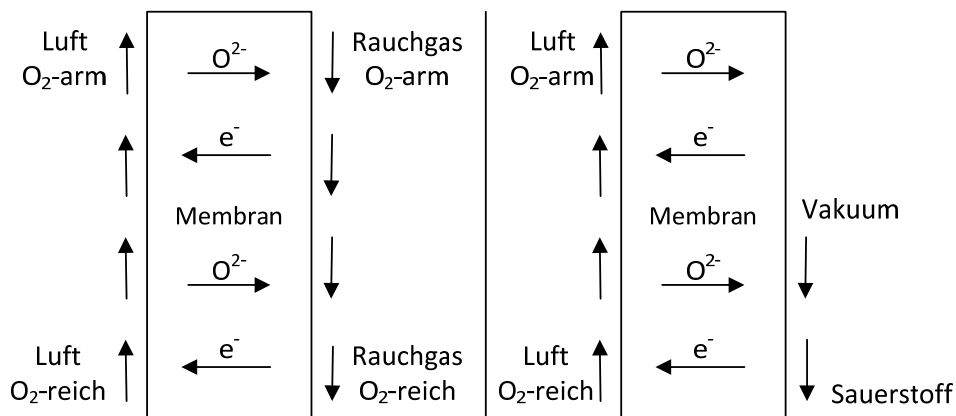 Luft
O₂-arm
O²⁻
Rauchgas
O₂-arm
e⁻
Membran
O²⁻
Luft
O₂-reich
e⁻
Rauchgas
O₂-reich
Luft
O₂-arm
O²⁻
e⁻
Membran
Vakuum
O²⁻
Luft
O₂-reich
e⁻
Sauerstoff